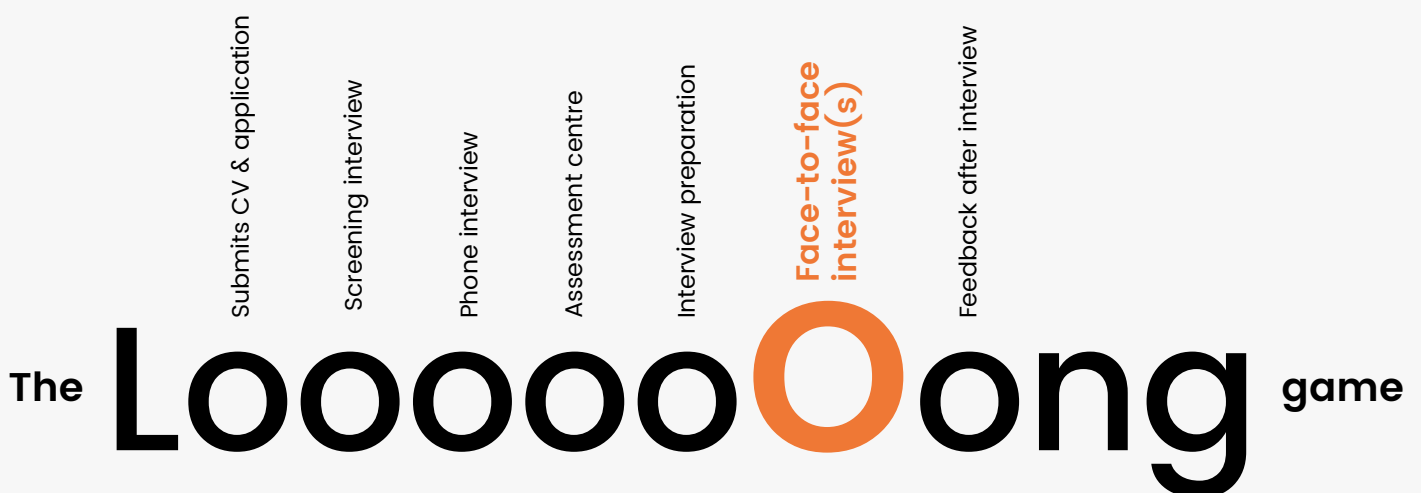 Submits CV & application
Screening interview
Phone interview
Assessment centre
Interview preparation
Face-to-face
interview(s)
Feedback after interview
The LoooooOong game